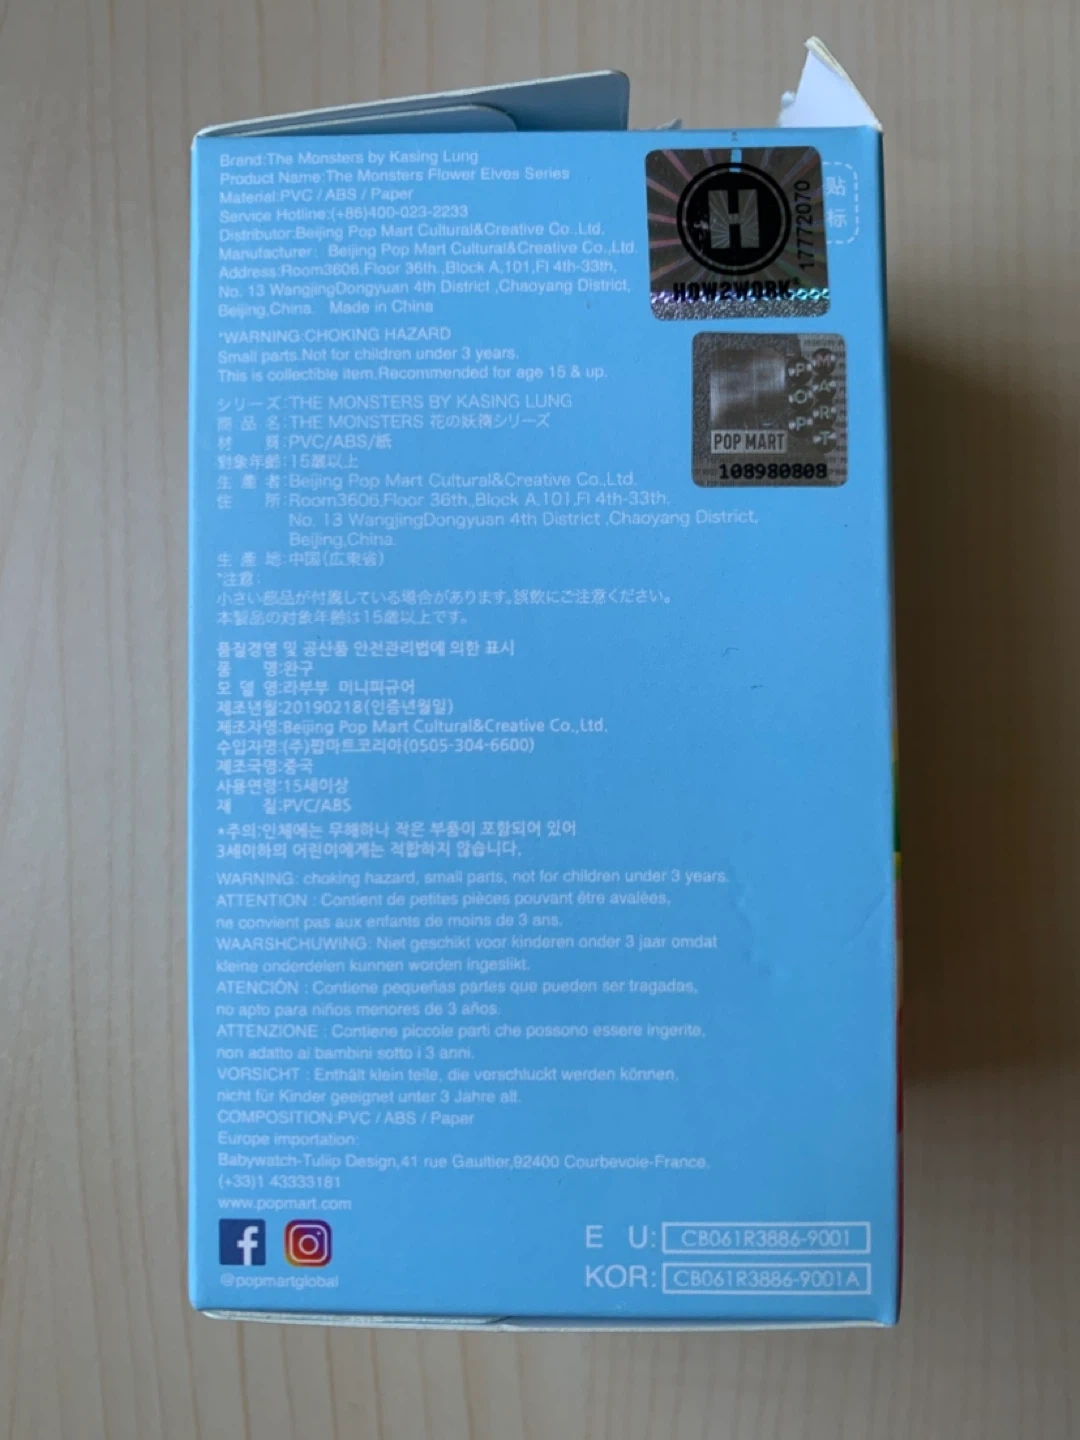 Brand:The Monsters by Kasing Lung
Product Name:The Monsters Flower Elves Series
Material:PVC / ABS / Paper
Service Hotline:(+86)400-023-2233
Distributor:Beijing Pop Mart Cultural&Creative Co.,Ltd.
Manufacturer: Beijing Pop Mart Cultural&Creative Co.,Ltd.
Address:Room3606,Floor 36th.,Block A,101,Fl 4th-33th,
No. 13 WangjingDongyuan 4th District ,Chaoyang District,
Beijing,China. Made in China
贴
标
H
17772070
HOW2WORK
*WARNING:CHOKING HAZARD
Small parts.Not for children under 3 years.
This is collectible item.Recommended for age 15 & up.
POP MART
POP MART
108980808
シリーズ:THE MONSTERS BY KASING LUNG
商品名:THE MONSTERS 花の妖精シリーズ
材 質:PVC/ABS/紙
対象年齢:15歳以上
生産者:Beijing Pop Mart Cultural&Creative Co.,Ltd.
住 所:Room3606,Floor 36th.,Block A,101,Fl 4th-33th,
No. 13 WangjingDongyuan 4th District ,Chaoyang District,
Beijing,China.
生産地:中国(広東省)
*注意:
小さい部品が付属している場合があります。誤飲にご注意ください。
本製品の対象年齢は15歳以上です。
품질경영 및 공산품 안전관리법에 의한 표시
품 명:완구
모델명:라부부 미니피규어
제조년월:20190218(인증년월일)
제조자명:Beijing Pop Mart Cultural&Creative Co.,Ltd.
수입자명:(주)팝마트코리아(0505-304-6600)
제조국명:중국
사용연령:15세이상
재 질:PVC/ABS
*주의:인체에는 무해하나 작은 부품이 포함되어 있어
3세이하의 어린이에게는 적합하지 않습니다.
WARNING: choking hazard, small parts, not for children under 3 years.
ATTENTION : Contient de petites pièces pouvant être avalées,
ne convient pas aux enfants de moins de 3 ans.
WAARSHCHUWING: Niet geschikt voor kinderen onder 3 jaar omdat
kleine onderdelen kunnen worden ingeslikt.
ATENCIÓN : Contiene pequeñas partes que pueden ser tragadas,
no apto para niños menores de 3 años.
ATTENZIONE : Contiene piccole parti che possono essere ingerite,
non adatto ai bambini sotto i 3 anni.
VORSICHT : Enthält klein teile, die verschluckt werden können,
nicht für Kinder geeignet unter 3 Jahre alt.
COMPOSITION:PVC / ABS / Paper
Europe importation:
Babywatch-Tuliip Design,41 rue Gaultier,92400 Courbevoie-France.
(+33)1 43333181
www.popmart.com
@popmartglobal
E U: CB061R3886-9001
KOR: CB061R3886-9001A